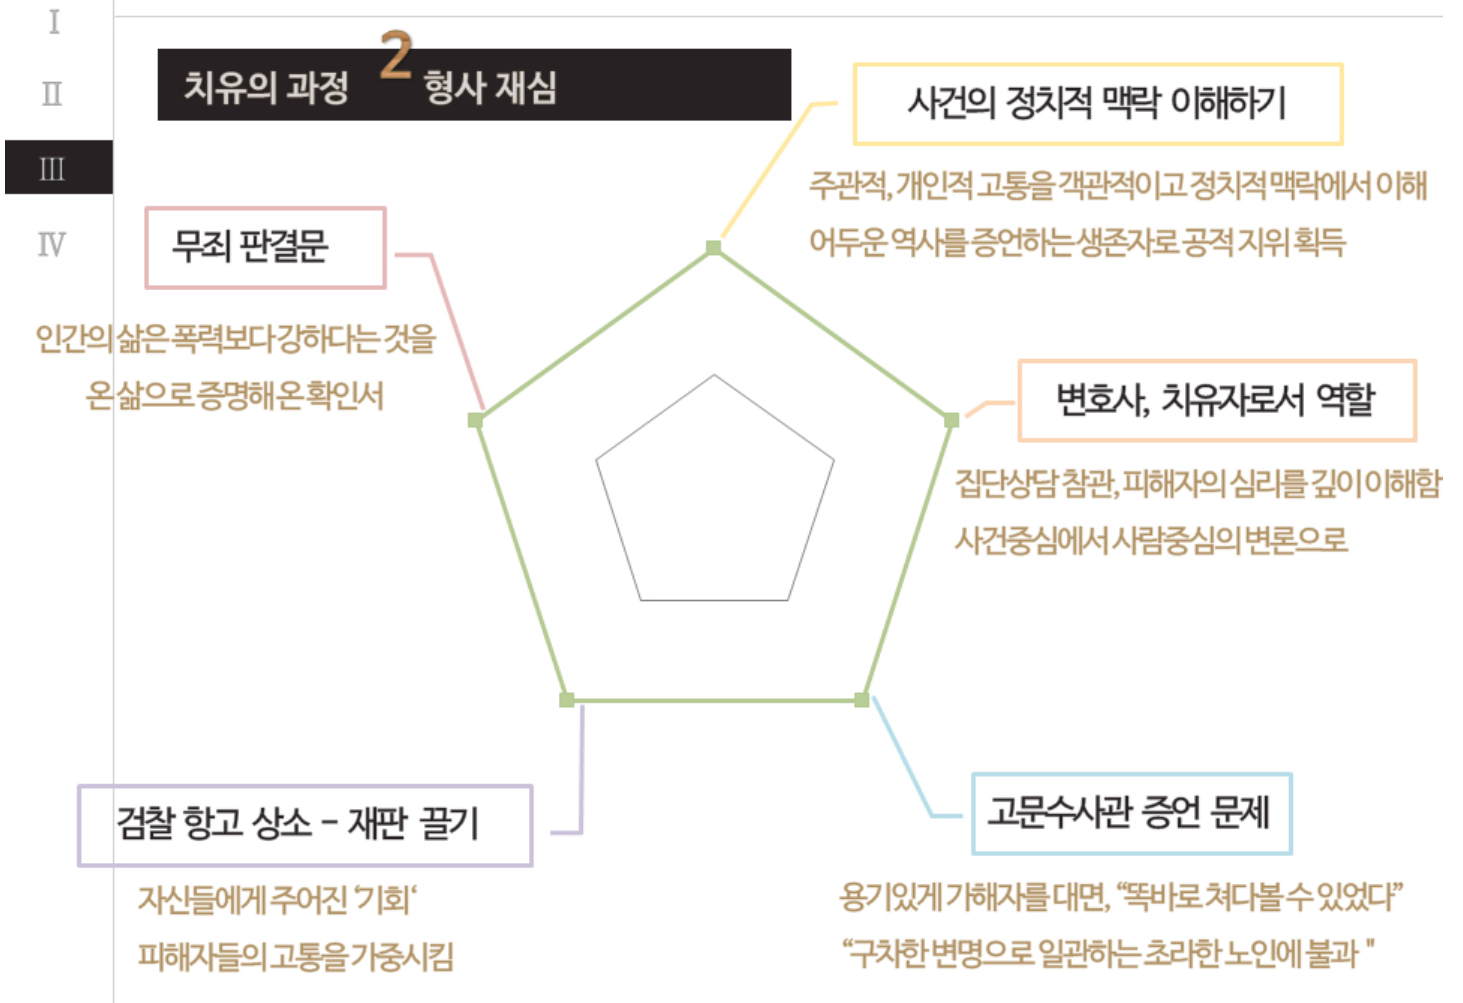 I
II
III
IV
치유의 과정 2 형사 재심
사건의 정치적 맥락 이해하기
주관적, 개인적 고통을 객관적이고 정치적 맥락에서 이해
어두운 역사를 증언하는 생존자로 공적 지위 획득
무죄 판결문
인간의 삶은 폭력보다 강하다는 것을
온 삶으로 증명해 온 확인서
변호사, 치유자로서 역할
집단상담 참관, 피해자의 심리를 깊이 이해함
사건중심에서 사람중심의 변론으로
검찰 항고 상소 - 재판 끌기
자신들에게 주어진 ‘기회‘
피해자들의 고통을 가중시킴
고문수사관 증언 문제
용기있게 가해자를 대면, “똑바로 쳐다볼 수 있었다”
“구차한 변명으로 일관하는 초라한 노인에 불과 "